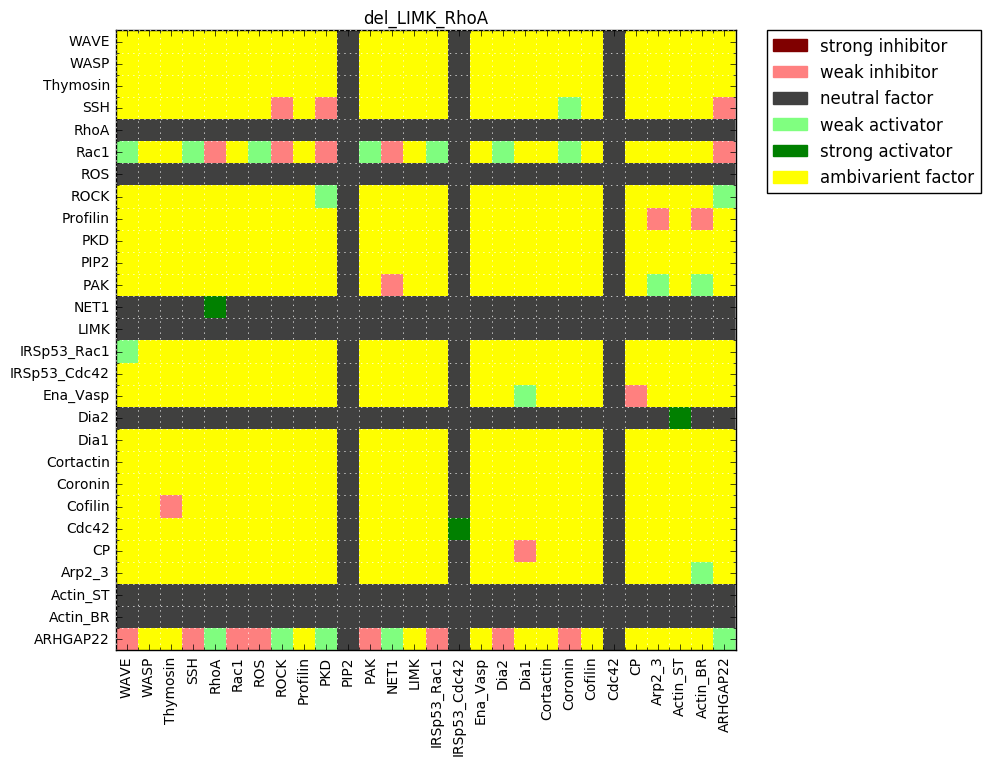 del_LIMK_RhoA
WAVE
WASP
Thymosin
SSH
RhoA
Rac1
ROS
ROCK
Profilin
PKD
PIP2
PAK
NET1
LIMK
IRSp53_Rac1
IRSp53_Cdc42
Ena_Vasp
Dia2
Dia1
Cortactin
Coronin
Cofilin
Cdc42
CP
Arp2_3
Actin_ST
Actin_BR
ARHGAP22
WAVE
WASP
Thymosin
SSH
RhoA
Rac1
ROS
ROCK
Profilin
PKD
PIP2
PAK
NET1
LIMK
IRSp53_Rac1
IRSp53_Cdc42
Ena_Vasp
Dia2
Dia1
Cortactin
Coronin
Cofilin
Cdc42
CP
Arp2_3
Actin_ST
Actin_BR
ARHGAP22
strong inhibitor
weak inhibitor
neutral factor
weak activator
strong activator
ambivarient factor